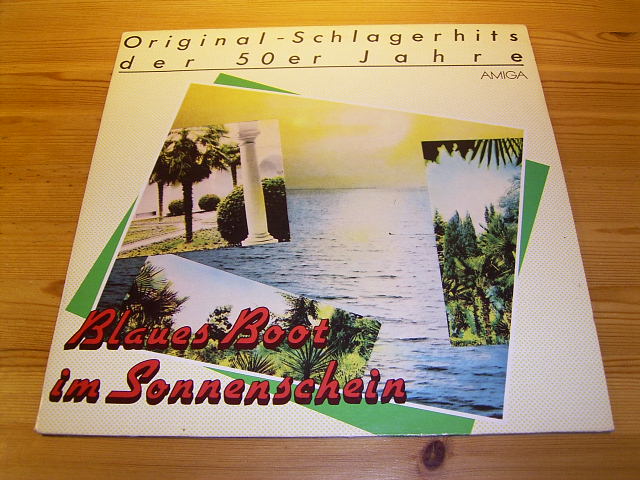 Original-Schlagerhits
der 50er Jahre
AMIGA
Blaues Boot
im Sonnenschein